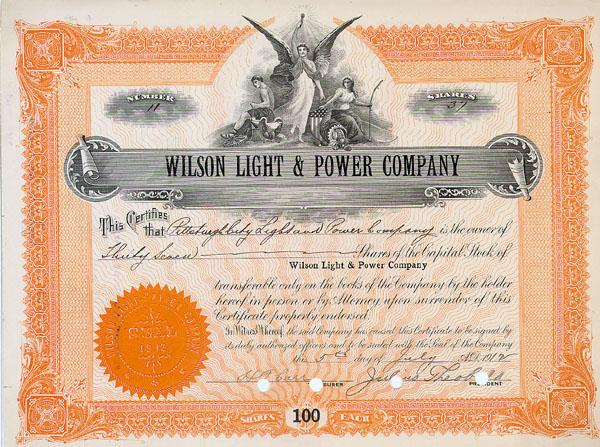 NUMBER
11
SHARES
37
WILSON LIGHT & POWER COMPANY
This Certifies
that Pittsburgh City Light and Power Company is the owner of
Thirty Seven Shares of the Capital Stock of
Wilson Light & Power Company
transferable only on the books of the Company by the holder
hereof in person or by Attorney upon surrender of this
Certificate properly endorsed.
In Witness Whereof, the said Company has caused this Certificate to be signed by
its duly authorized officers and to be sealed with the Seal of the Company
this 5th day of July A.D. 1912
SEAL
URER
PRESIDENT
SHARES 100 EACH